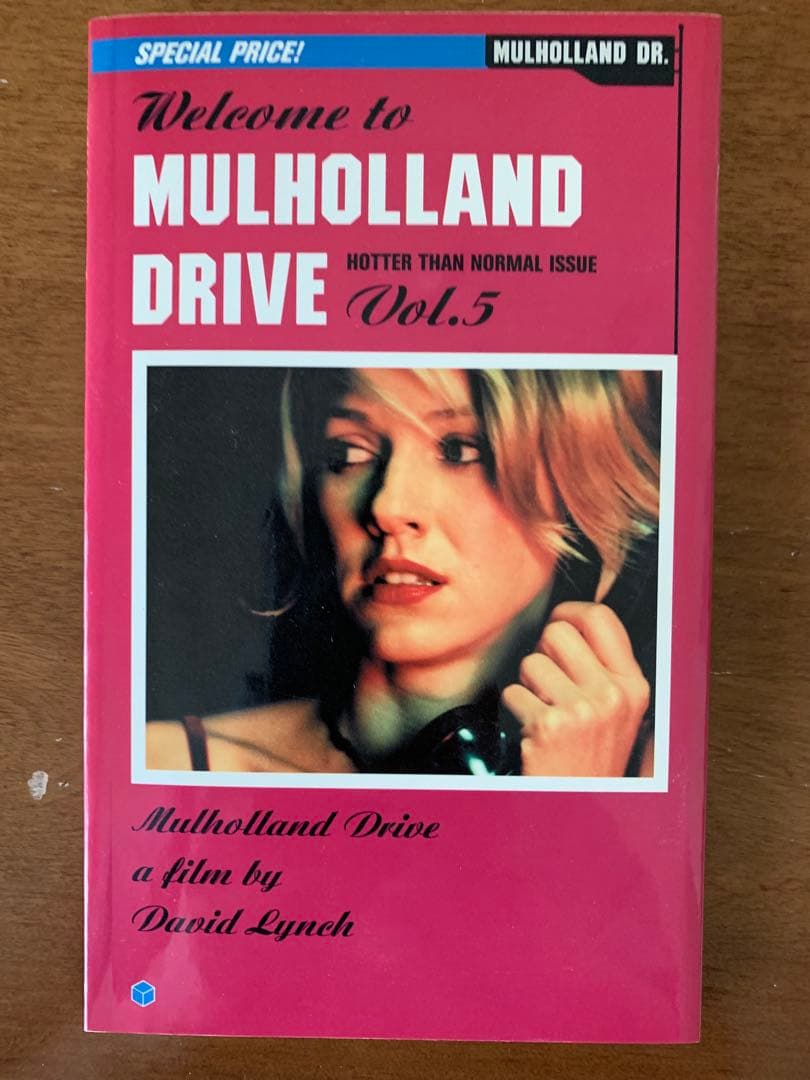 SPECIAL PRICE!
MULHOLLAND DR.
Welcome to
MULHOLLAND
DRIVE
HOTTER THAN NORMAL ISSUE
Vol.5
Mulholland Drive
a film by
David Lynch